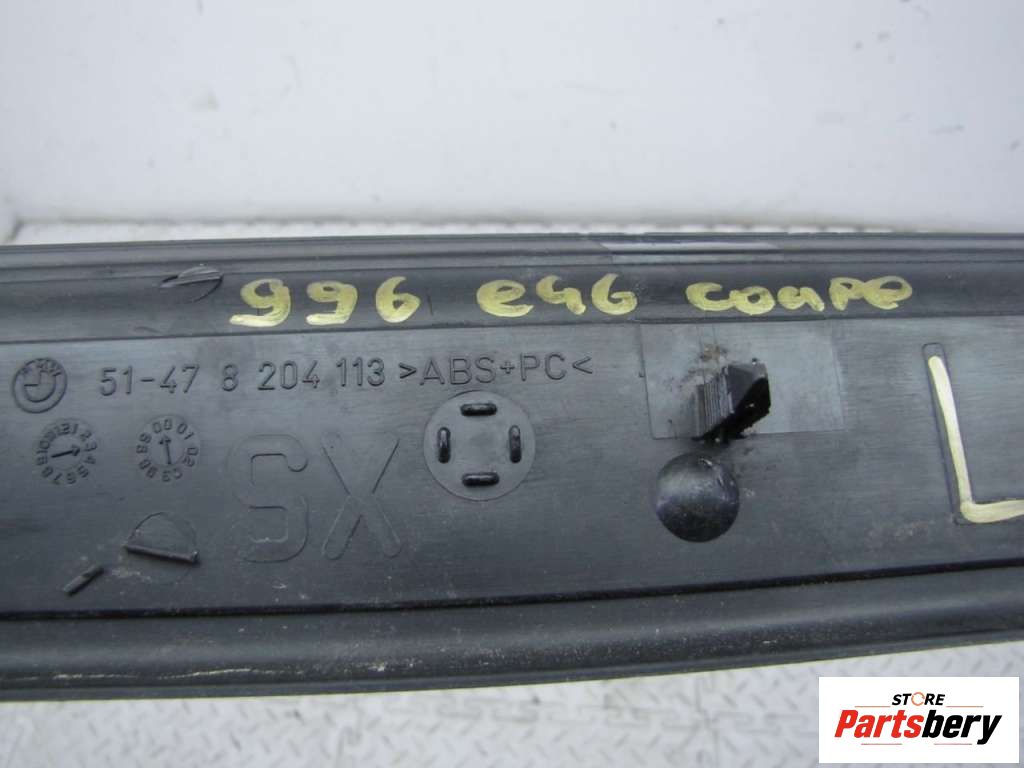 996 e46 coupe
51-47 8 204 113 >ABS+PC<
SX
L
STORE
Partsbery